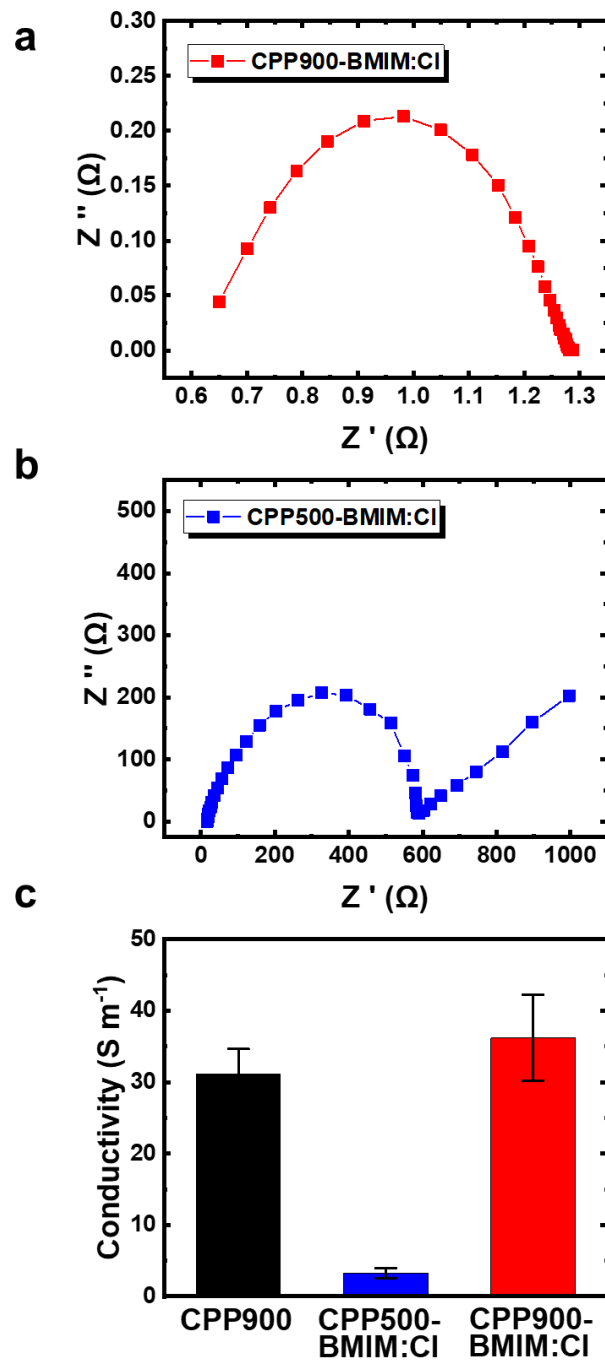 a
0.30
0.25
0.20
0.15
0.10
0.05
0.00
Z '' (Ω)
CPP900-BMIM:Cl
0.6 0.7 0.8 0.9 1.0 1.1 1.2 1.3
Z ' (Ω)
b
500
400
300
200
100
0
Z '' (Ω)
CPP500-BMIM:Cl
0 200 400 600 800 1000
Z ' (Ω)
c
50
40
30
20
10
0
Conductivity (S m⁻¹)
CPP900 CPP500- CPP900-
BMIM:Cl BMIM:Cl